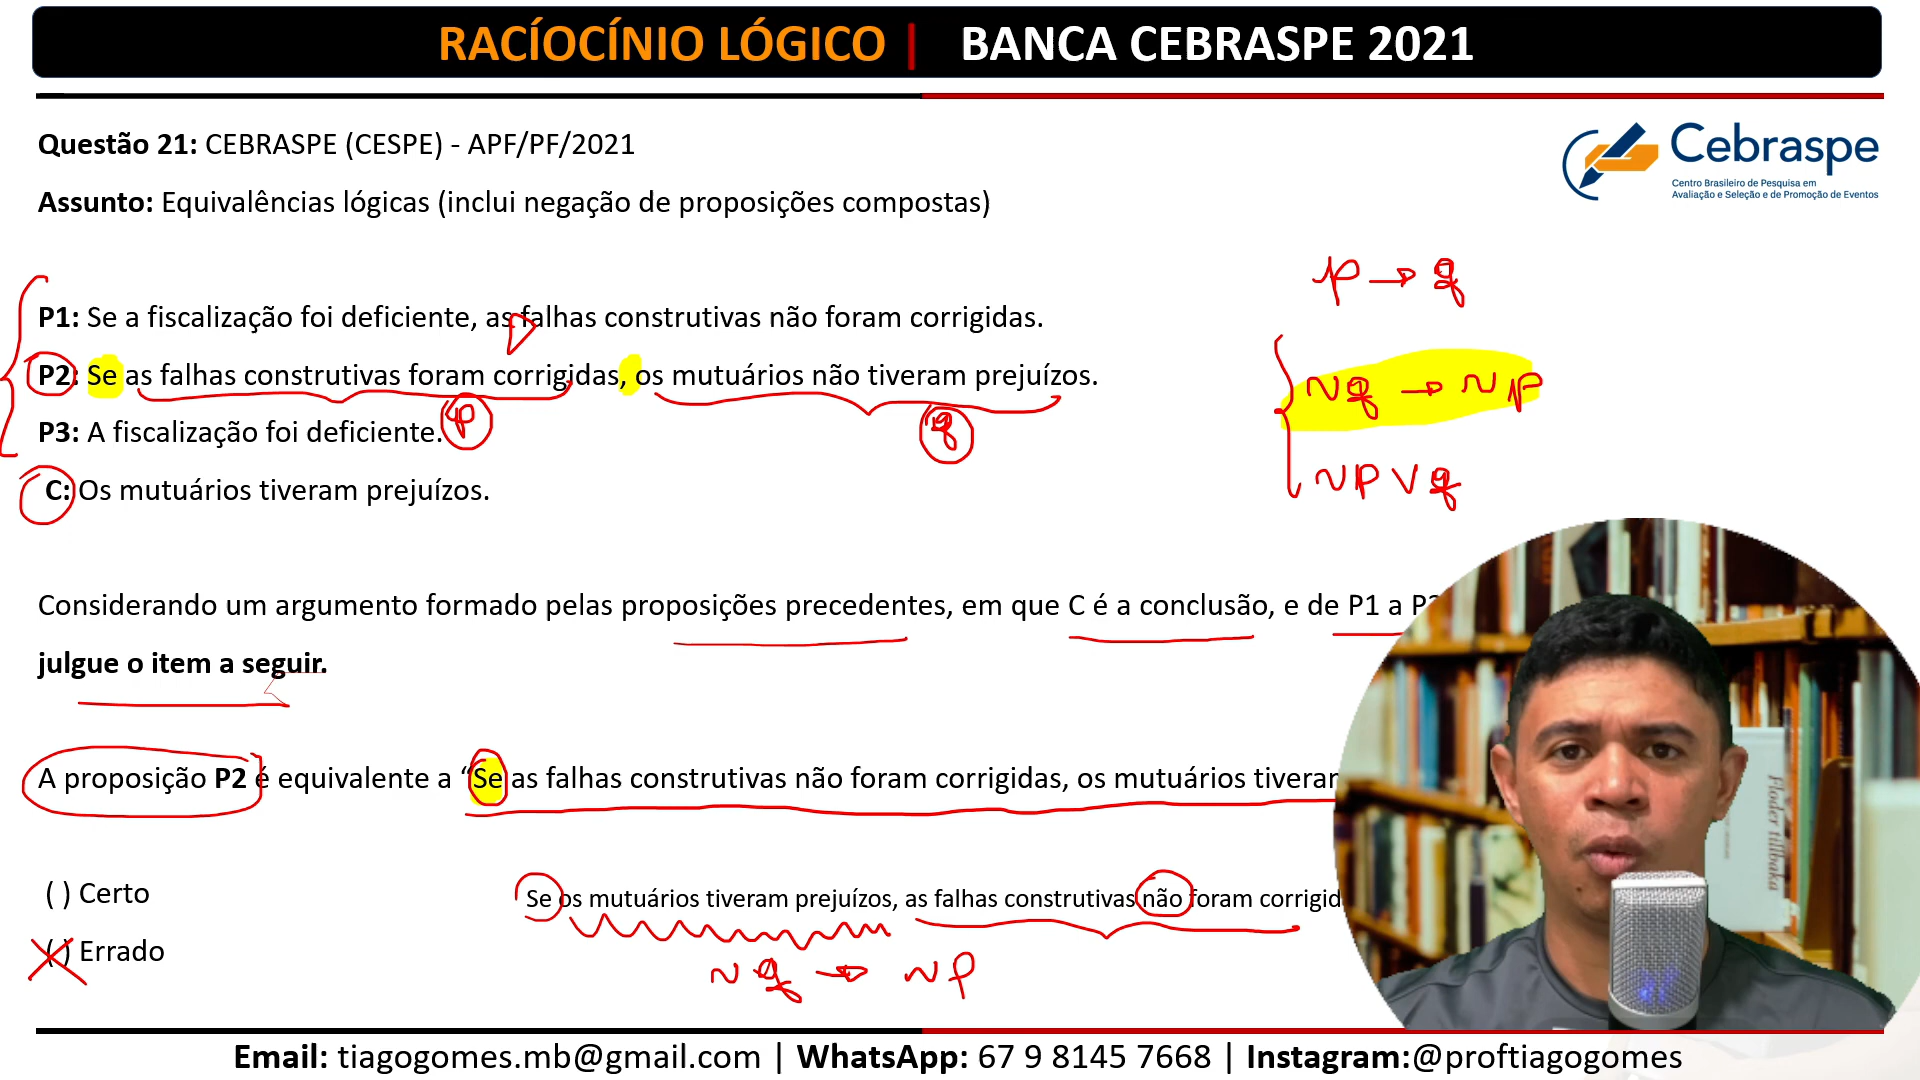 RACÍOCÍNIO LÓGICO | BANCA CEBRASPE 2021
Questão 21: CEBRASPE (CESPE) - APF/PF/2021
Cebraspe
Centro Brasileiro de Pesquisa em
Avaliação e Seleção e de Promoção de Eventos
Assunto: Equivalências lógicas (inclui negação de proposições compostas)
p → q
P1: Se a fiscalização foi deficiente, as falhas construtivas não foram corrigidas.
P2: Se as falhas construtivas foram corrigidas, os mutuários não tiveram prejuízos.
~q → ~p
p
q
P3: A fiscalização foi deficiente.
C: Os mutuários tiveram prejuízos.
~p ∨ q
Considerando um argumento formado pelas proposições precedentes, em que C é a conclusão, e de P1 a
julgue o item a seguir.
A proposição P2 é equivalente a “Se as falhas construtivas não foram corrigidas, os mutuários
( ) Certo
Se os mutuários tiveram prejuízos, as falhas construtivas não foram
( ) Errado
~q → ~p
Floder tillbaka
Email: tiagogomes.mb@gmail.com | WhatsApp: 67 9 8145 7668 | Instagram:@proftiagogomes